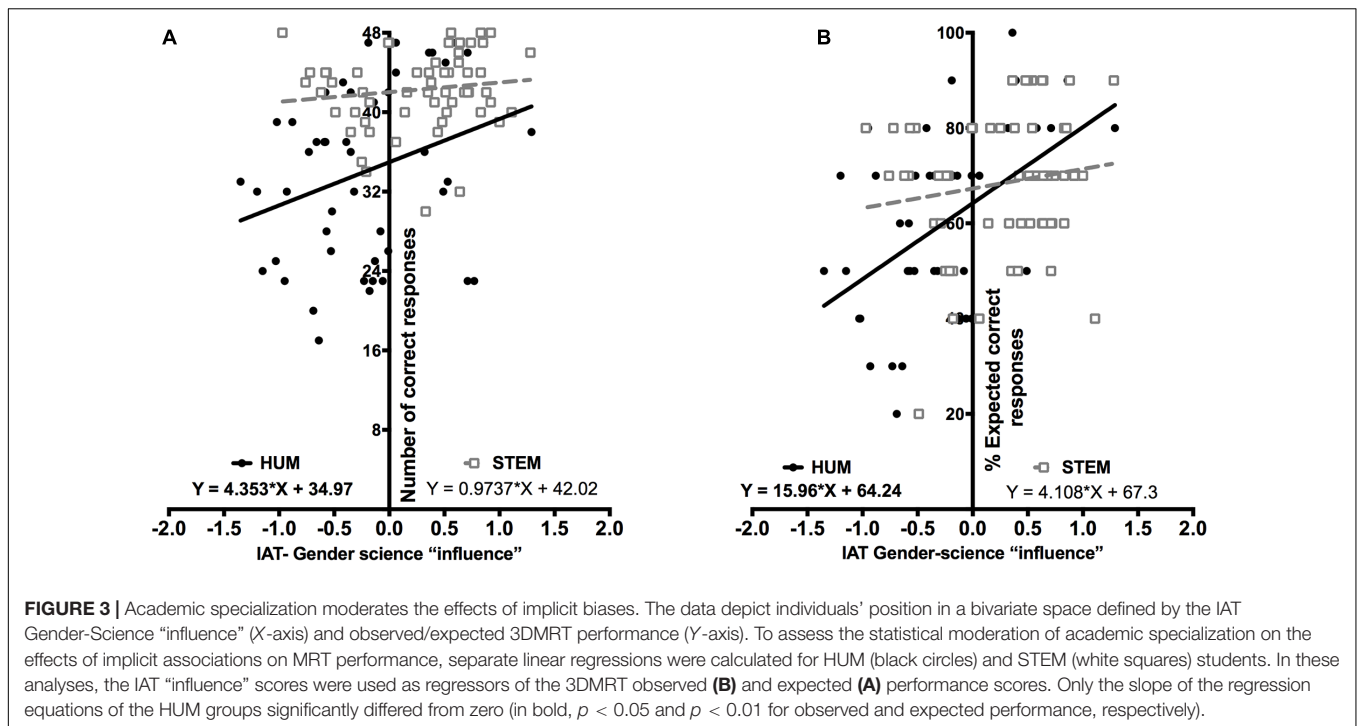 A
48
40
32
24
16
8
Number of correct responses
HUM
Y = 4.353*X + 34.97
STEM
Y = 0.9737*X + 42.02
-2.0 -1.5 -1.0 -0.5 0.0 0.5 1.0 1.5 2.0
IAT- Gender science “influence”
B
100
80
60
20
% Expected correct
responses
HUM
Y = 15.96*X + 64.24
STEM
Y = 4.108*X + 67.3
-2.0 -1.5 -1.0 -0.5 0.0 0.5 1.0 1.5 2.0
IAT Gender-science “influence”
FIGURE 3 | Academic specialization moderates the effects of implicit biases. The data depict individuals’ position in a bivariate space defined by the IAT
Gender-Science “influence” (X-axis) and observed/expected 3DMRT performance (Y-axis). To assess the statistical moderation of academic specialization on the
effects of implicit associations on MRT performance, separate linear regressions were calculated for HUM (black circles) and STEM (white squares) students. In these
analyses, the IAT “influence” scores were used as regressors of the 3DMRT observed (B) and expected (A) performance scores. Only the slope of the regression
equations of the HUM groups significantly differed from zero (in bold, p < 0.05 and p < 0.01 for observed and expected performance, respectively).